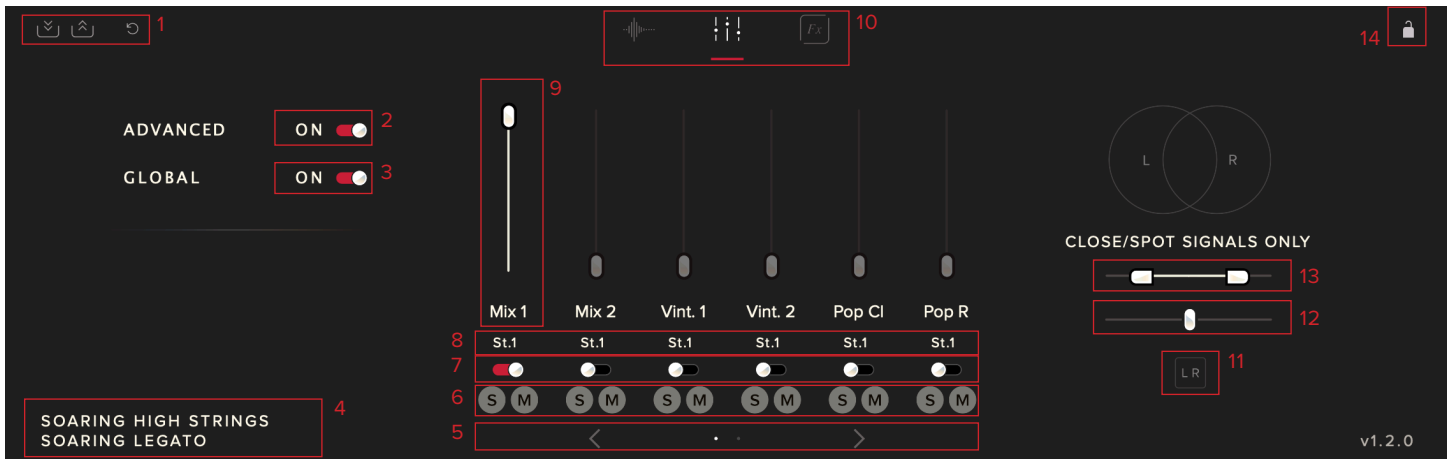 1
10
Fx
14
9
ADVANCED ON 2
GLOBAL ON 3
L R
CLOSE/SPOT SIGNALS ONLY
13
Mix 1 Mix 2 Vint. 1 Vint. 2 Pop Cl Pop R
12
8 St.1 St.1 St.1 St.1 St.1 St.1
7
L R 11
6 S M S M S M S M S M S M
4
SOARING HIGH STRINGS
SOARING LEGATO
5
v1.2.0